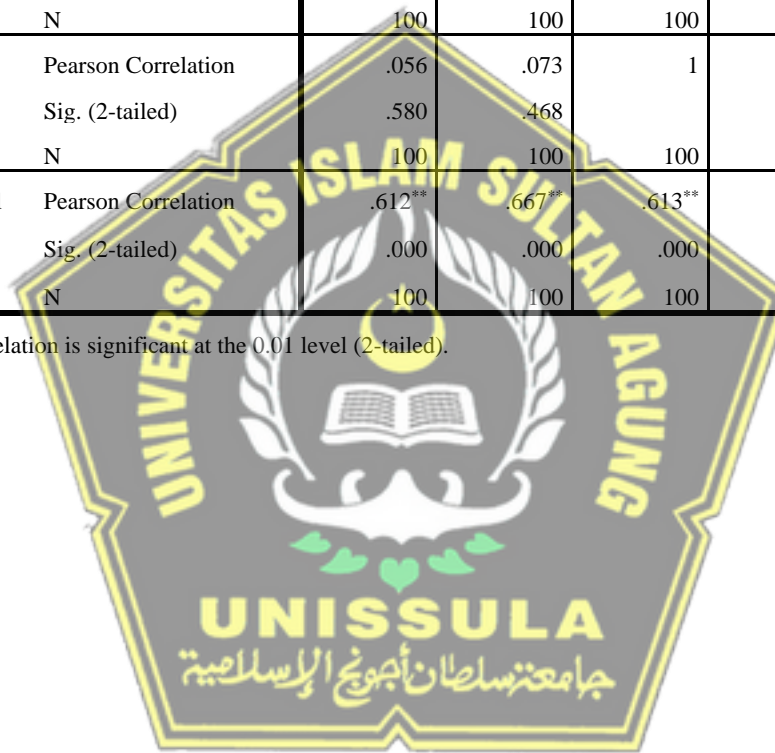 N 100 100 100
Pearson Correlation .056 .073 1
Sig. (2-tailed) .580 .468
N 100 100 100
Pearson Correlation .612** .667** .613**
Sig. (2-tailed) .000 .000 .000
N 100 100 100
elation is significant at the 0.01 level (2-tailed).
UNIVERSITAS ISLAM SULTAN AGUNG
UNISSULA
جامعة سلطان أجونج الإسلامية